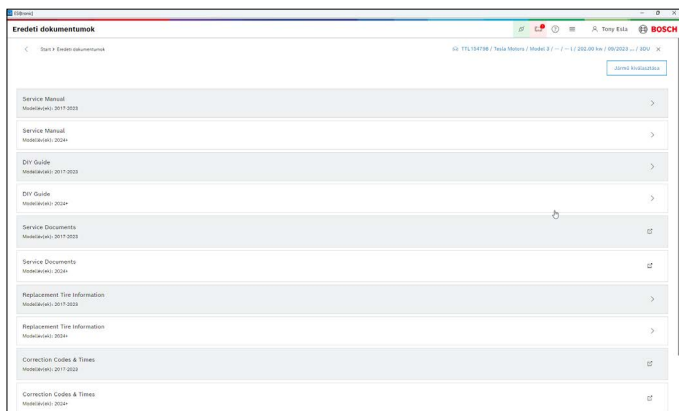 ESI[tronic]
Eredeti dokumentumok
Tony Esla
BOSCH
Start > Eredeti dokumentumok
TTL134798 / Tesla Motors / Model 3 / -- / -- I / 202.00 kw / 09/2023 ... / 3DU
Jármű kiválasztása
Service Manual
Modellév(ek): 2017-2023
Service Manual
Modellév(ek): 2024+
DIY Guide
Modellév(ek): 2017-2023
DIY Guide
Modellév(ek): 2024+
Service Documents
Modellév(ek): 2017-2023
Service Documents
Modellév(ek): 2024+
Replacement Tire Information
Modellév(ek): 2017-2023
Replacement Tire Information
Modellév(ek): 2024+
Correction Codes & Times
Modellév(ek): 2017-2023
Correction Codes & Times
Modellév(ek): 2024+